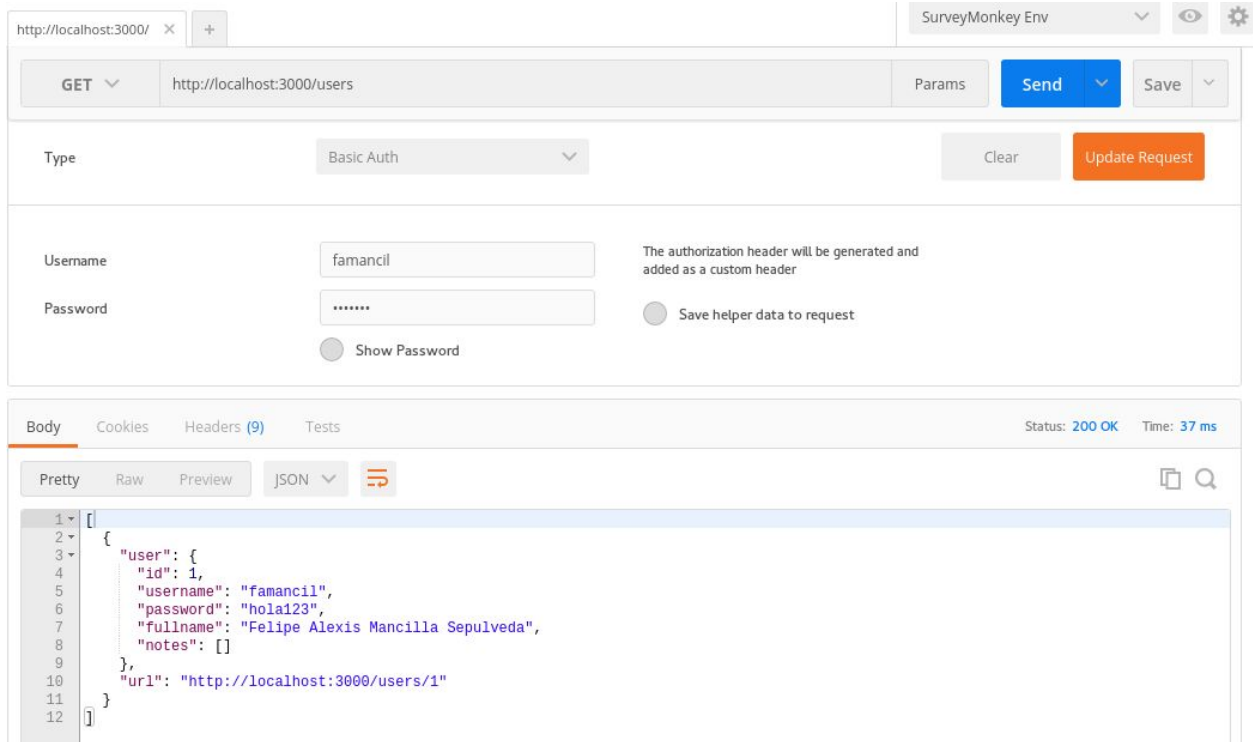 http://localhost:3000/ × +
SurveyMonkey Env
GET http://localhost:3000/users Params Send Save
Type Basic Auth Clear Update Request
Username famancil
The authorization header will be generated and
added as a custom header
Password •••••••
Save helper data to request
Show Password
Body Cookies Headers (9) Tests Status: 200 OK Time: 37 ms
Pretty Raw Preview JSON
1 [
2 {
3 "user": {
4 "id": 1,
5 "username": "famancil",
6 "password": "hola123",
7 "fullname": "Felipe Alexis Mancilla Sepulveda",
8 "notes": []
9 },
10 "url": "http://localhost:3000/users/1"
11 }
12 ]